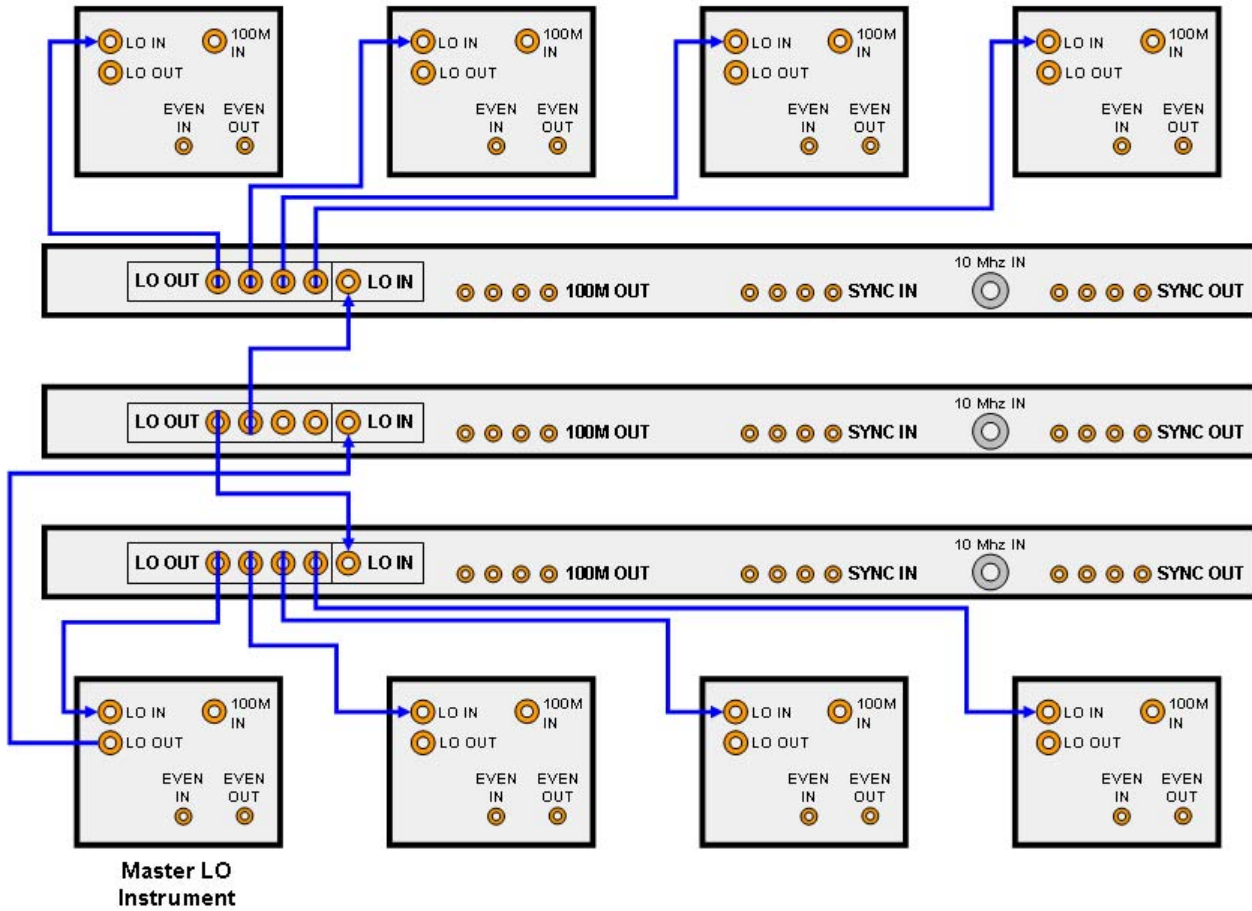 LO IN
100M
IN
LO OUT
EVEN
IN
EVEN
OUT
LO IN
100M
IN
LO OUT
EVEN
IN
EVEN
OUT
LO IN
100M
IN
LO OUT
EVEN
IN
EVEN
OUT
LO IN
100M
IN
LO OUT
EVEN
IN
EVEN
OUT
LO OUT
LO IN
100M OUT
SYNC IN
10 Mhz IN
SYNC OUT
LO OUT
LO IN
100M OUT
SYNC IN
10 Mhz IN
SYNC OUT
LO OUT
LO IN
100M OUT
SYNC IN
10 Mhz IN
SYNC OUT
LO IN
100M
IN
LO OUT
EVEN
IN
EVEN
OUT
Master LO
Instrument
LO IN
100M
IN
LO OUT
EVEN
IN
EVEN
OUT
LO IN
100M
IN
LO OUT
EVEN
IN
EVEN
OUT
LO IN
100M
IN
LO OUT
EVEN
IN
EVEN
OUT